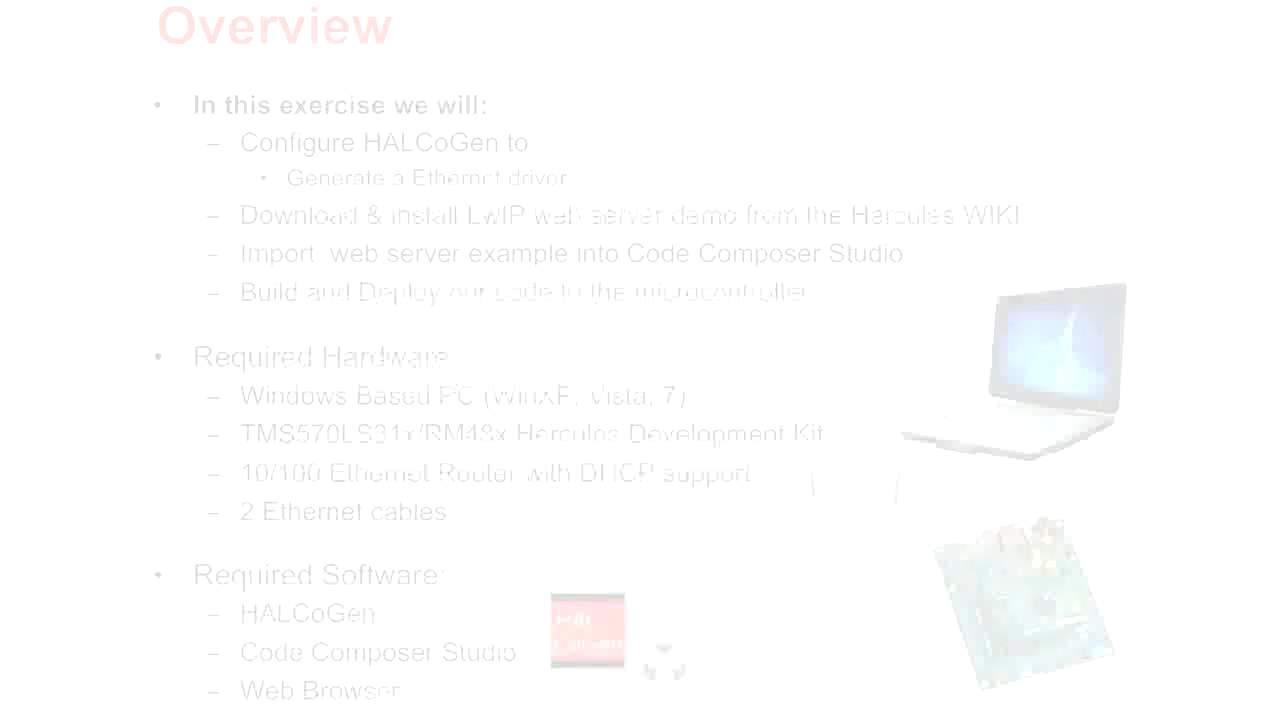 Overview
• In this exercise we will:
– Configure HALCoGen to
• Generate a Ethernet driver
– Download & install LwIP web server demo from the Hercules WIKI
– Import web server example into Code Composer Studio
– Build and Deploy our code to the microcontroller
• Required Hardware
– Windows Based PC (WinXP, Vista, 7)
– TMS570LS31x/RM48x Hercules Development Kit
– 10/100 Ethernet Router with DHCP support
– 2 Ethernet cables
• Required Software:
– HALCoGen
– Code Composer Studio
– Web Browser